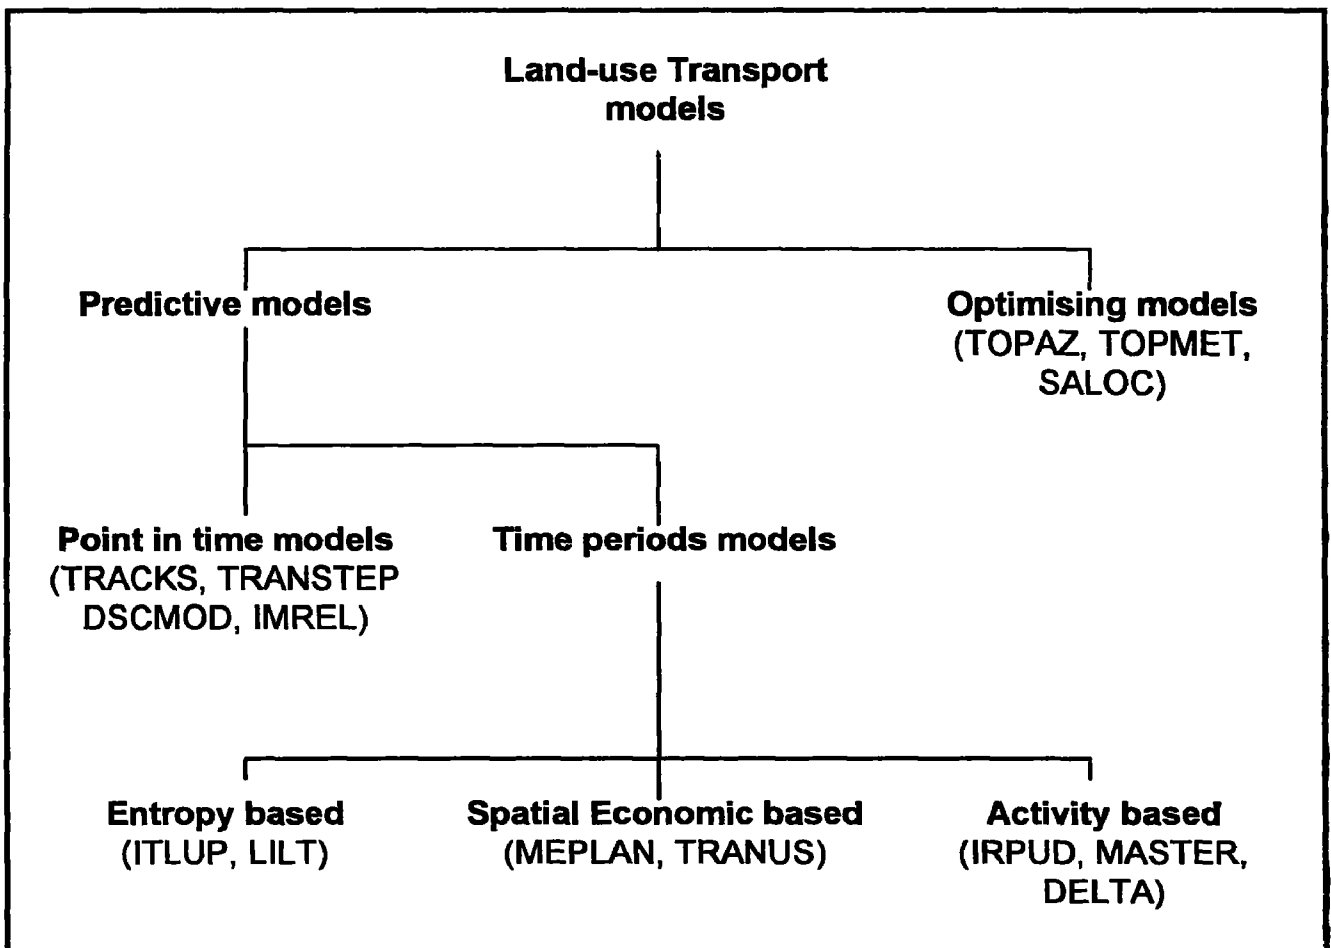 Land-use Transport
models
Predictive models
Optimising models
(TOPAZ, TOPMET,
SALOC)
Point in time models
(TRACKS, TRANSTEP
DSCMOD, IMREL)
Time periods models
Entropy based
(ITLUP, LILT)
Spatial Economic based
(MEPLAN, TRANUS)
Activity based
(IRPUD, MASTER,
DELTA)